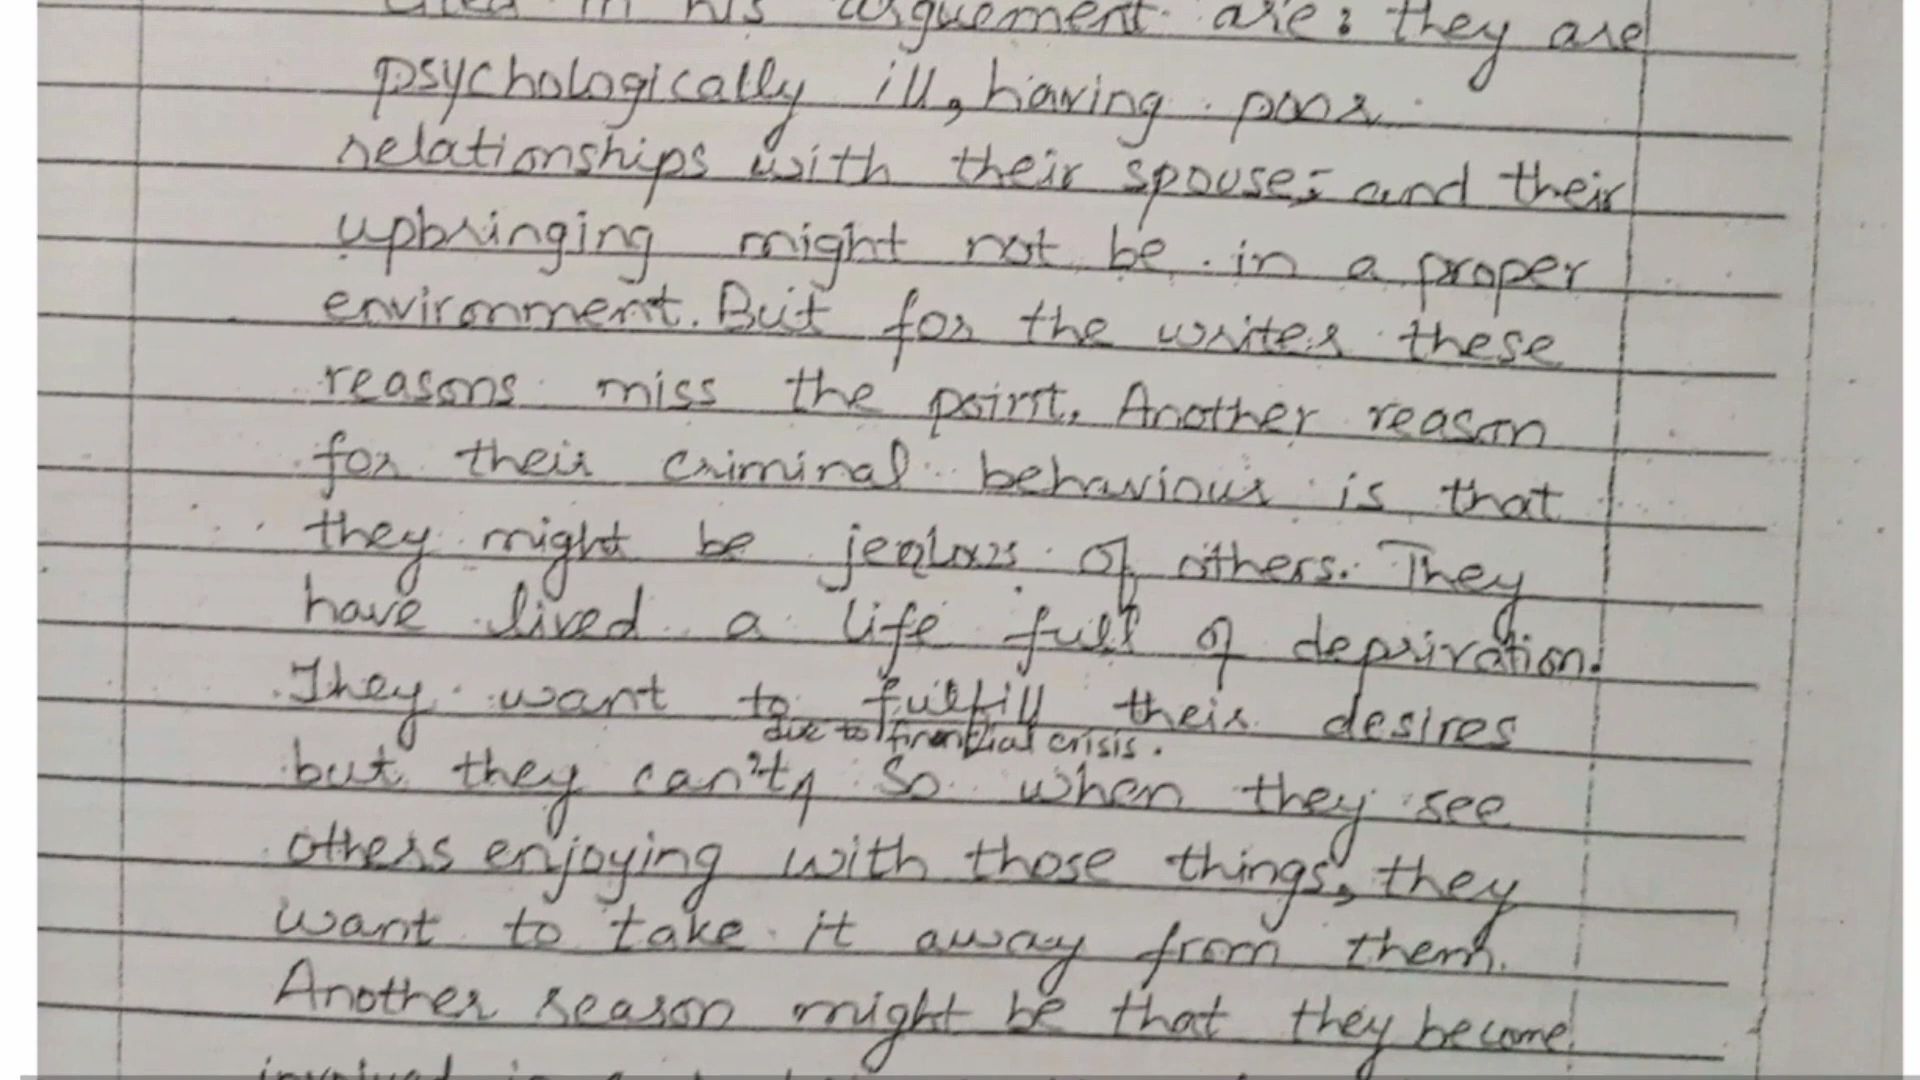 cited in his arguement are: they are
psychologically ill, having poor
relationships with their spouse; and their
upbringing might not be in a proper
environment. But for the writer these
reasons miss the point. Another reason
for their criminal behaviour is that
they might be jealous of others. They
have lived a life full of deprivation.
They want to fulfill their desires
due to financial crisis.
but they can't So when they see
others enjoying with those things, they
want to take it away from them.
Another reason might be that they become
involved in